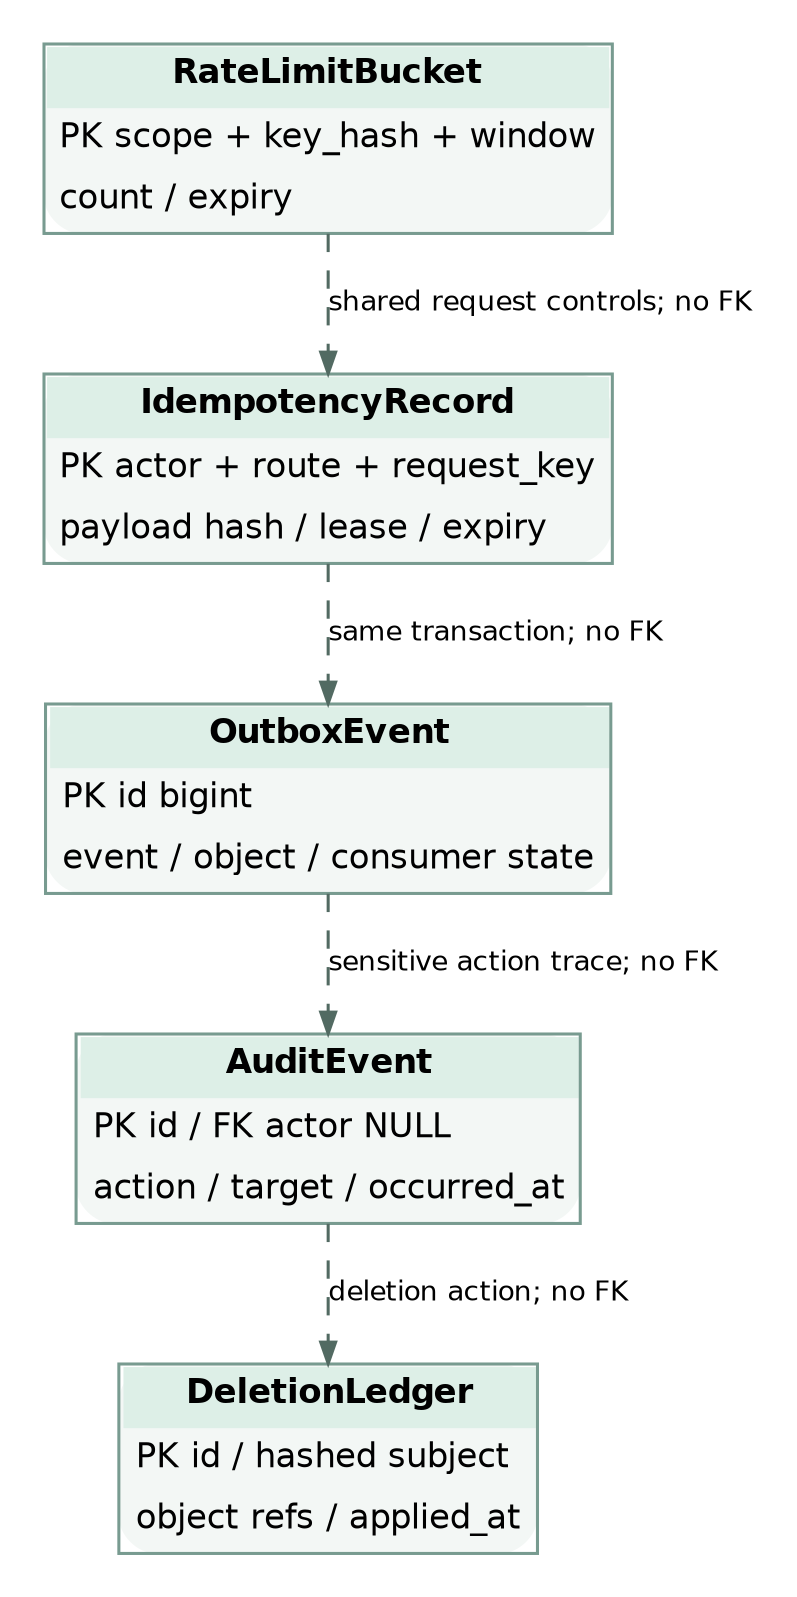 RateLimitBucket
PK scope + key_hash + window
count / expiry
shared request controls; no FK
IdempotencyRecord
PK actor + route + request_key
payload hash / lease / expiry
same transaction; no FK
OutboxEvent
PK id bigint
event / object / consumer state
sensitive action trace; no FK
AuditEvent
PK id / FK actor NULL
action / target / occurred_at
deletion action; no FK
DeletionLedger
PK id / hashed subject
object refs / applied_at